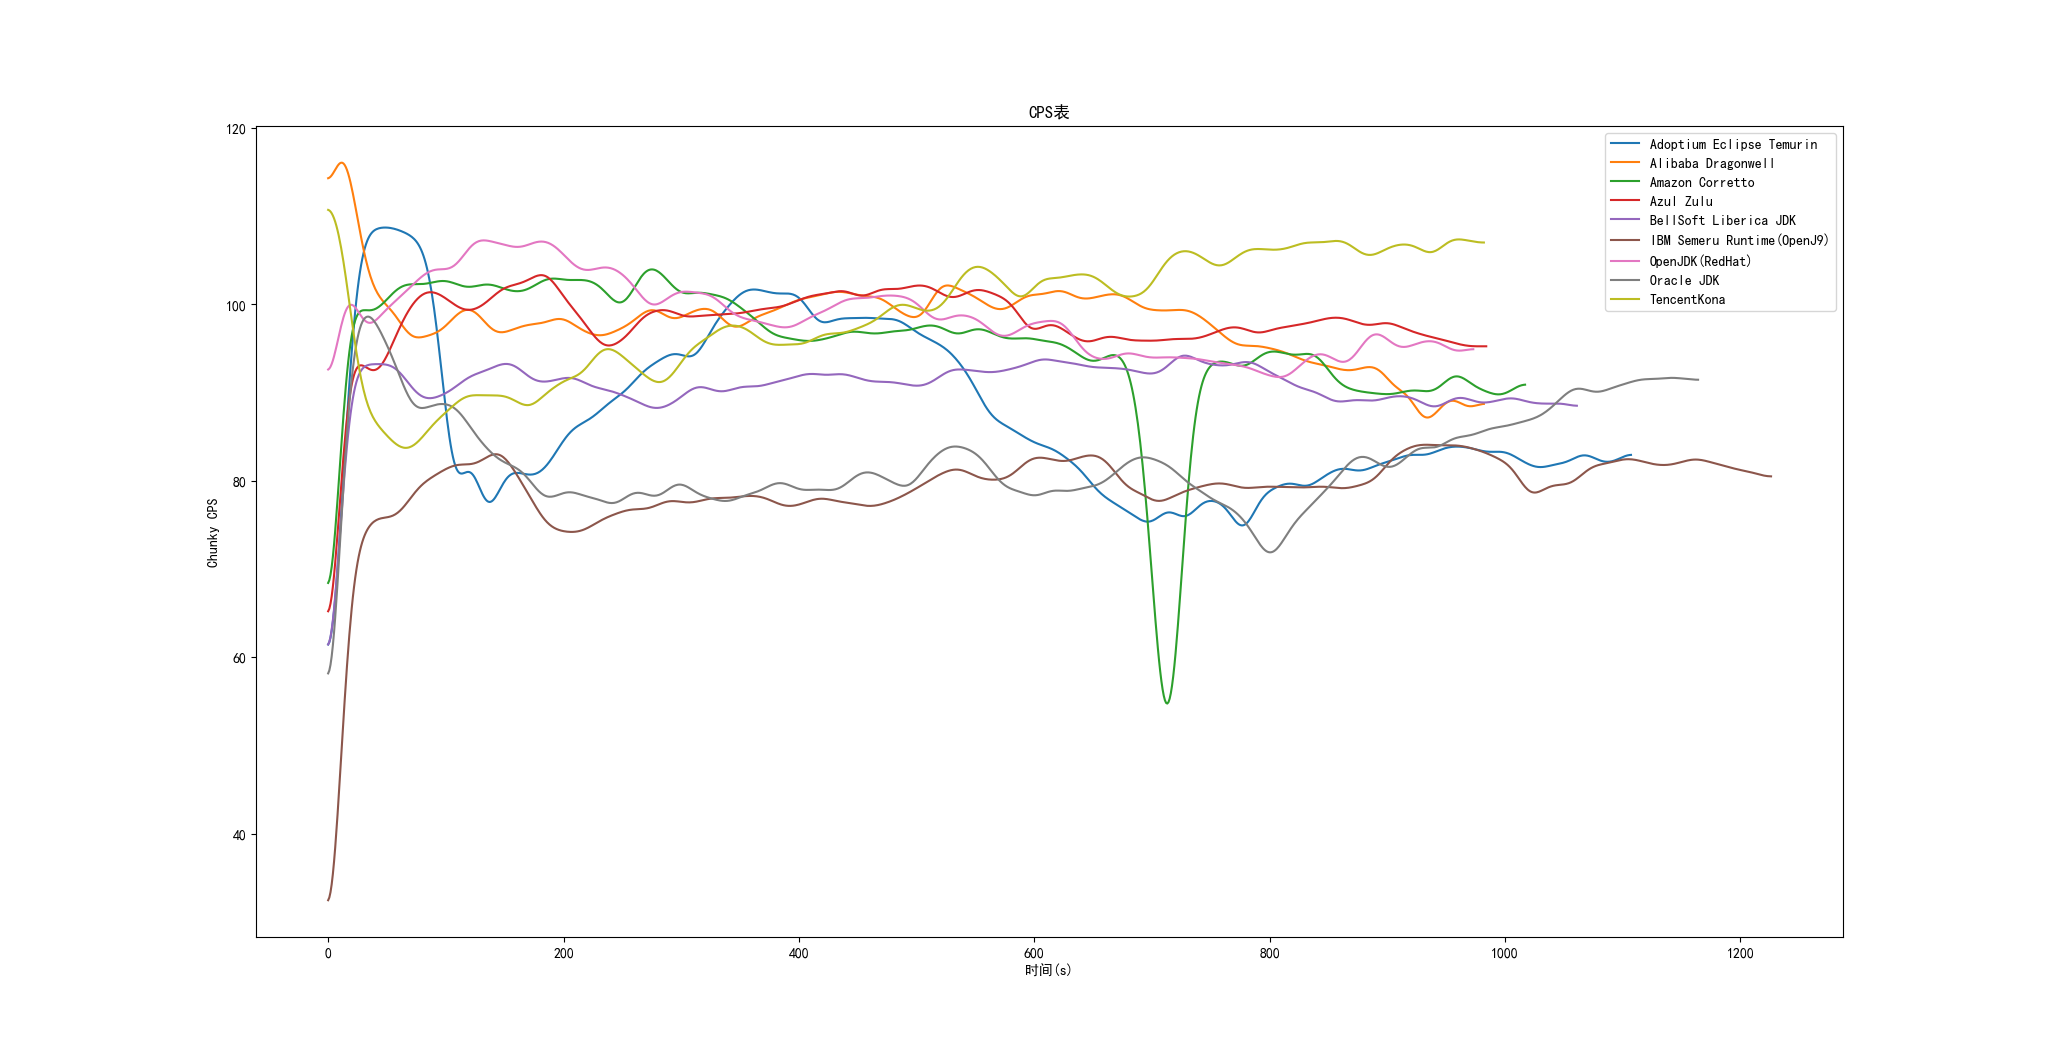 CPS表
120
100
80
60
40
Chunky CPS
Adoptium Eclipse Temurin
Alibaba Dragonwell
Amazon Corretto
Azul Zulu
BellSoft Liberica JDK
IBM Semeru Runtime(OpenJ9)
OpenJDK(RedHat)
Oracle JDK
TencentKona
0 200 400 600 800 1000 1200
时间(s)